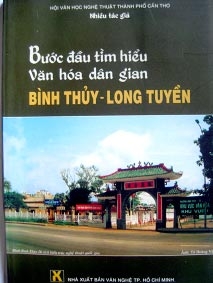 HỘI VĂN HỌC NGHỆ THUẬT THÀNH PHỐ CẦN THƠ
Nhiều tác giả
Bước đầu tìm hiểu
Văn hóa dân gian
BÌNH THỦY - LONG TUYỀN
NHÀ XUẤT BẢN VĂN NGHỆ TP. HỒ CHÍ MINH